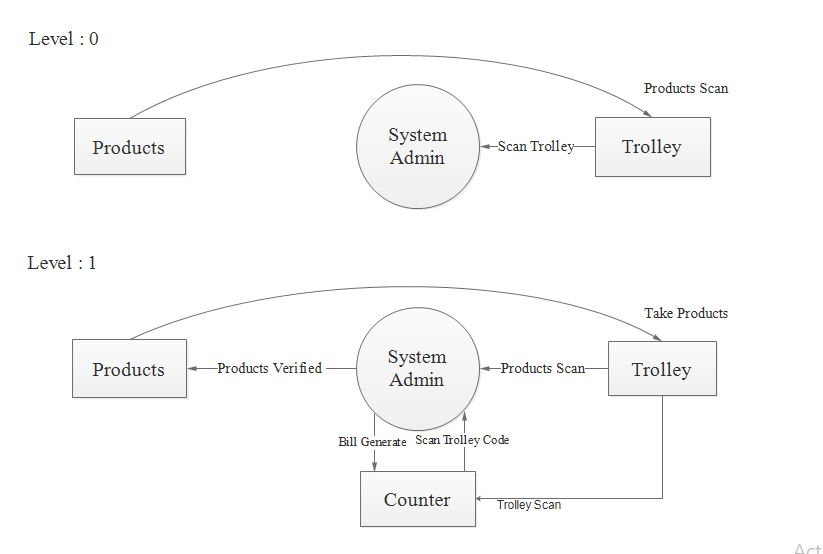 Level : 0
Products Scan
Products
System
Admin
Scan Trolley
Trolley
Level : 1
Take Products
Products
Products Verified
System
Admin
Products Scan
Trolley
Bill Generate
Scan Trolley Code
Counter
Trolley Scan
Act